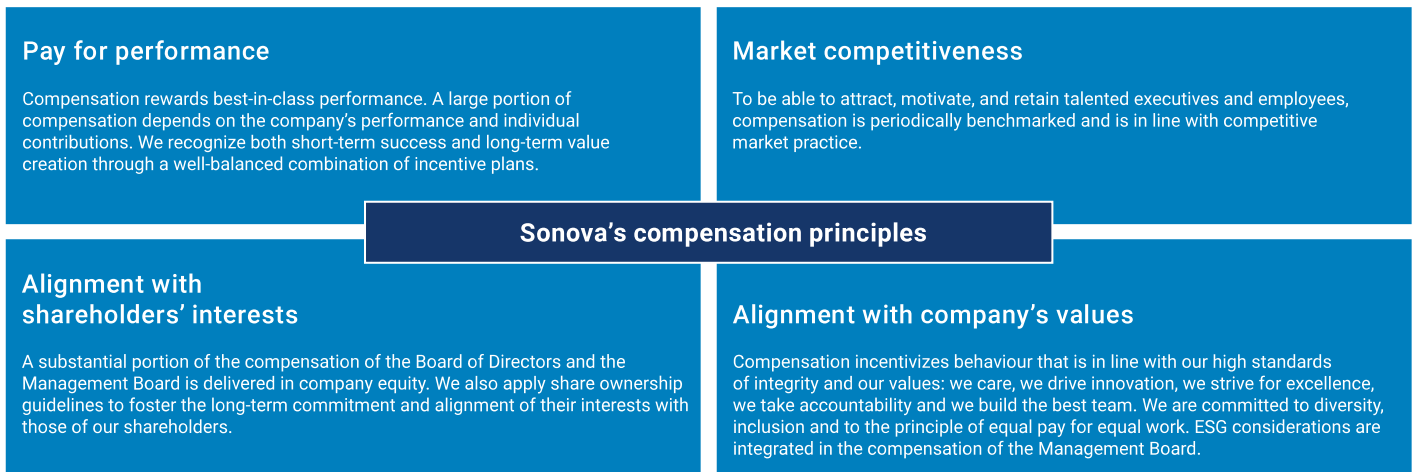 Pay for performance
Compensation rewards best-in-class performance. A large portion of
compensation depends on the company’s performance and individual
contributions. We recognize both short-term success and long-term value
creation through a well-balanced combination of incentive plans.
Market competitiveness
To be able to attract, motivate, and retain talented executives and employees,
compensation is periodically benchmarked and is in line with competitive
market practice.
Sonova’s compensation principles
Alignment with
shareholders’ interests
A substantial portion of the compensation of the Board of Directors and the
Management Board is delivered in company equity. We also apply share ownership
guidelines to foster the long-term commitment and alignment of their interests with
those of our shareholders.
Alignment with company’s values
Compensation incentivizes behaviour that is in line with our high standards
of integrity and our values: we care, we drive innovation, we strive for excellence,
we take accountability and we build the best team. We are committed to diversity,
inclusion and to the principle of equal pay for equal work. ESG considerations are
integrated in the compensation of the Management Board.